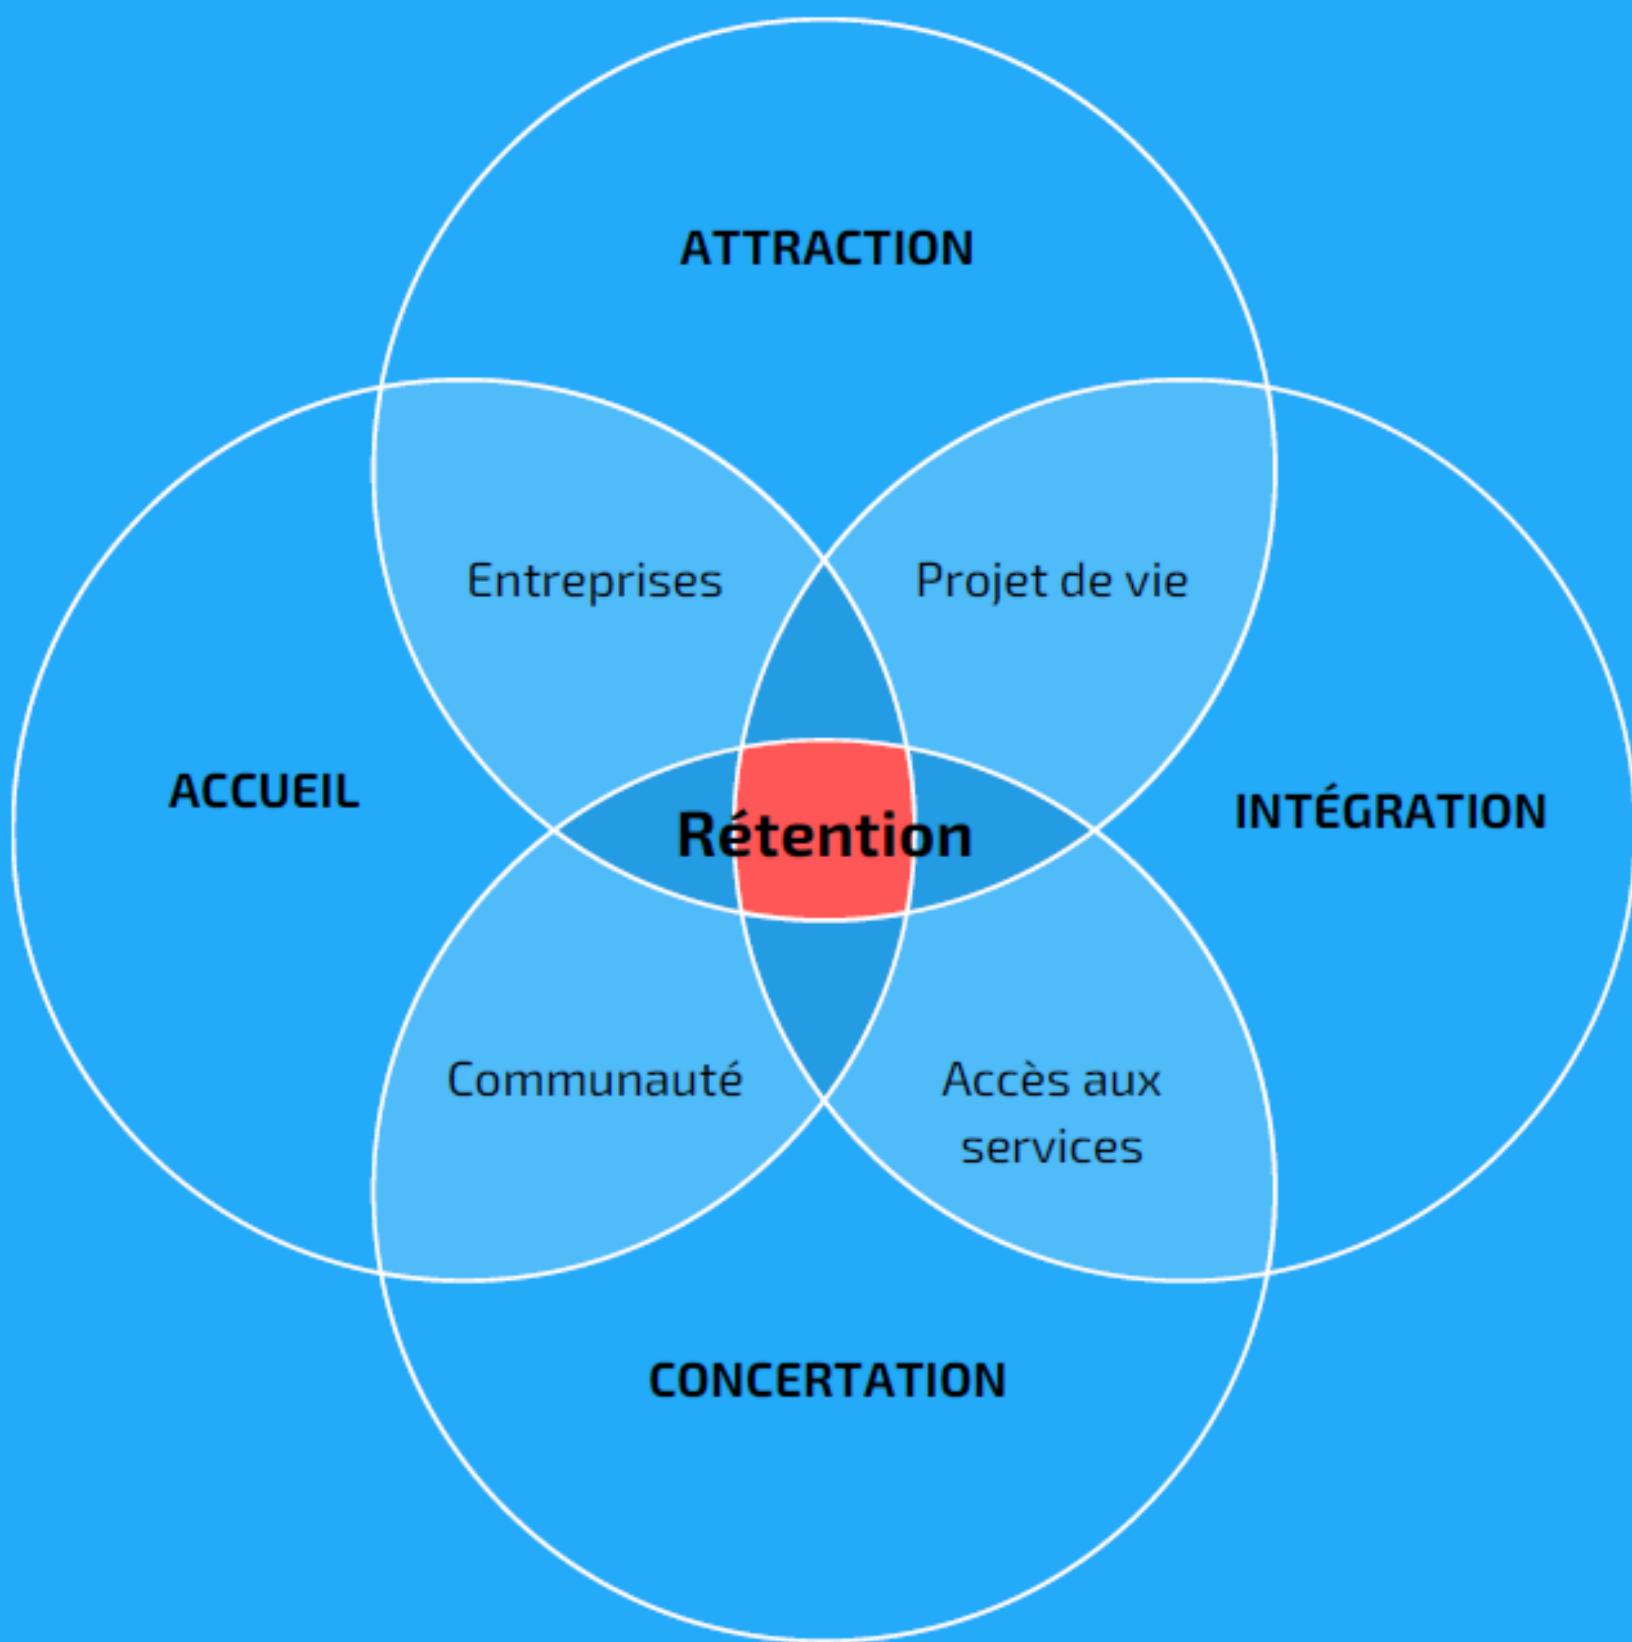 ATTRACTION
Entreprises
Projet de vie
ACCUEIL
INTÉGRATION
Rétention
Communauté
Accès aux
services
CONCERTATION